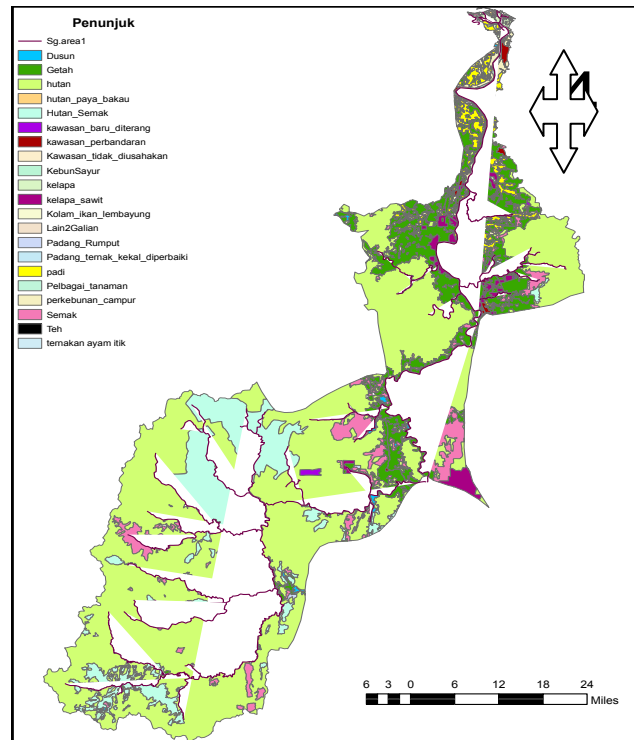 Penunjuk
Sg.area1
Dusun
Getah
hutan
hutan_paya_bakau
Hutan_Semak
kawasan_baru_diterang
kawasan_perbandaran
Kawasan_tidak_diusahakan
KebunSayur
kelapa
kelapa_sawit
Kolam_ikan_lembayung
Lain2Galian
Padang_Rumput
Padang_ternak_kekal_diperbaiki
padi
Pelbagai_tanaman
perkebunan_campur
Semak
Teh
ternakan ayam itik
6 3 0 6 12 18 24
Miles